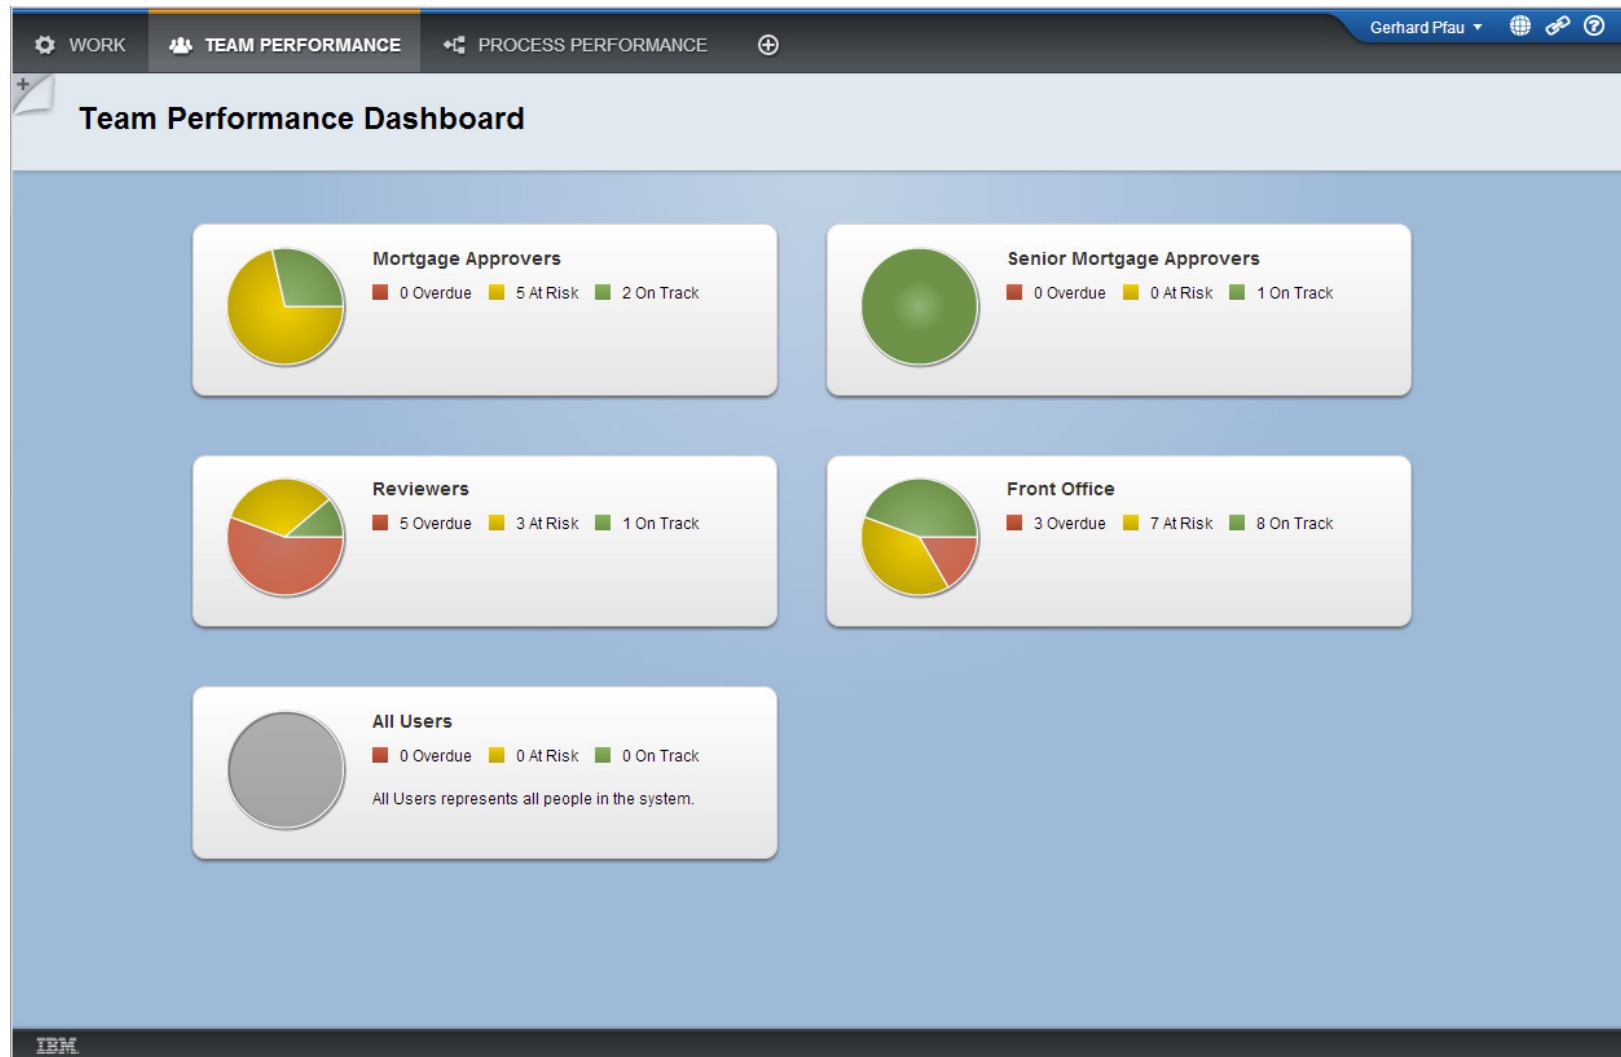 WORK TEAM PERFORMANCE PROCESS PERFORMANCE Gerhard Pfau
Team Performance Dashboard
Mortgage Approvers
0 Overdue 5 At Risk 2 On Track
Senior Mortgage Approvers
0 Overdue 0 At Risk 1 On Track
Reviewers
5 Overdue 3 At Risk 1 On Track
Front Office
3 Overdue 7 At Risk 8 On Track
All Users
0 Overdue 0 At Risk 0 On Track
All Users represents all people in the system.
IBM.